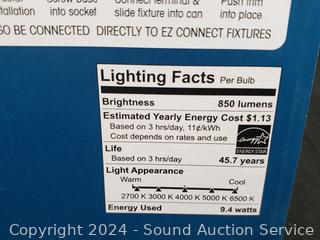 tallation into socket slide fixture into can into place
SO BE CONNECTED DIRECTLY TO EZ CONNECT FIXTURES
Lighting Facts Per Bulb
Brightness 850 lumens
Estimated Yearly Energy Cost $1.13
Based on 3 hrs/day, 11¢/kWh
Cost depends on rates and use
ENERGY STAR
Life
Based on 3 hrs/day 45.7 years
Light Appearance
Warm Cool
2700 K 3000 K 4000 K 5000 K 6500 K
Energy Used 9.4 watts
Copyright 2024 - Sound Auction Service